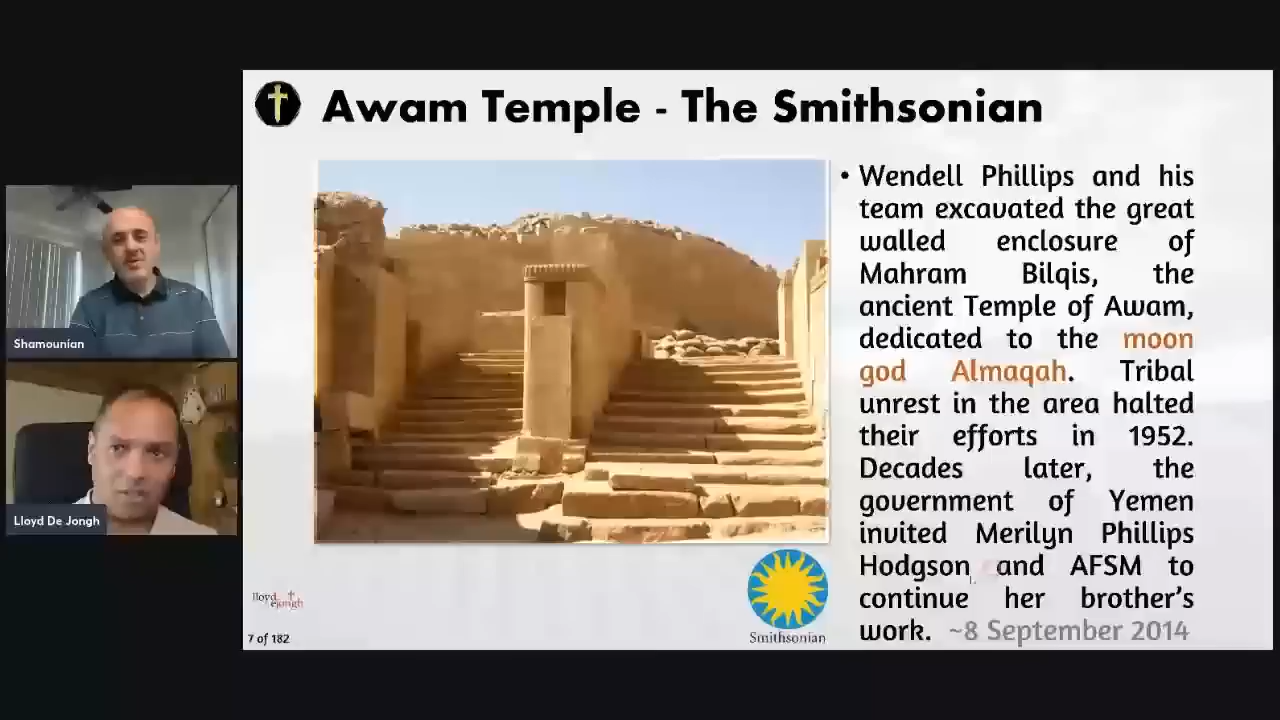 Awam Temple - The Smithsonian
• Wendell Phillips and his
team excavated the great
walled enclosure of
Mahram Bilqis, the
ancient Temple of Awam,
dedicated to the moon
god Almaqah. Tribal
unrest in the area halted
their efforts in 1952.
Decades later, the
government of Yemen
invited Merilyn Phillips
Hodgson and AFSM to
continue her brother's
work. ~8 September 2014
Shamounian
Lloyd De Jongh
Smithsonian
lloyd
dejongh
7 of 182